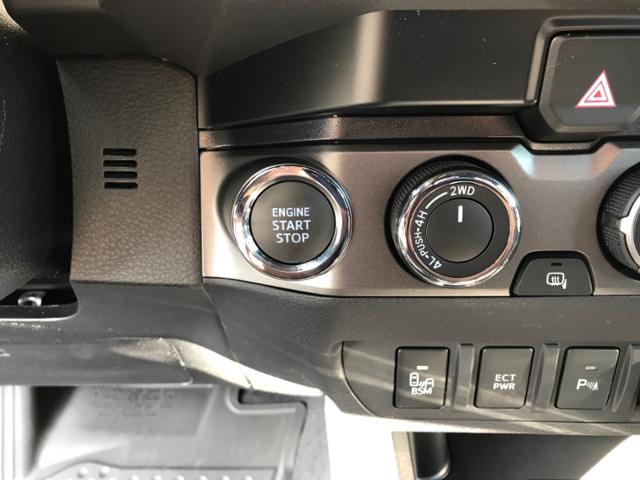 ENGINE
START
STOP
2WD
4L-PUSH-4H
BSM
ECT
PWR
P